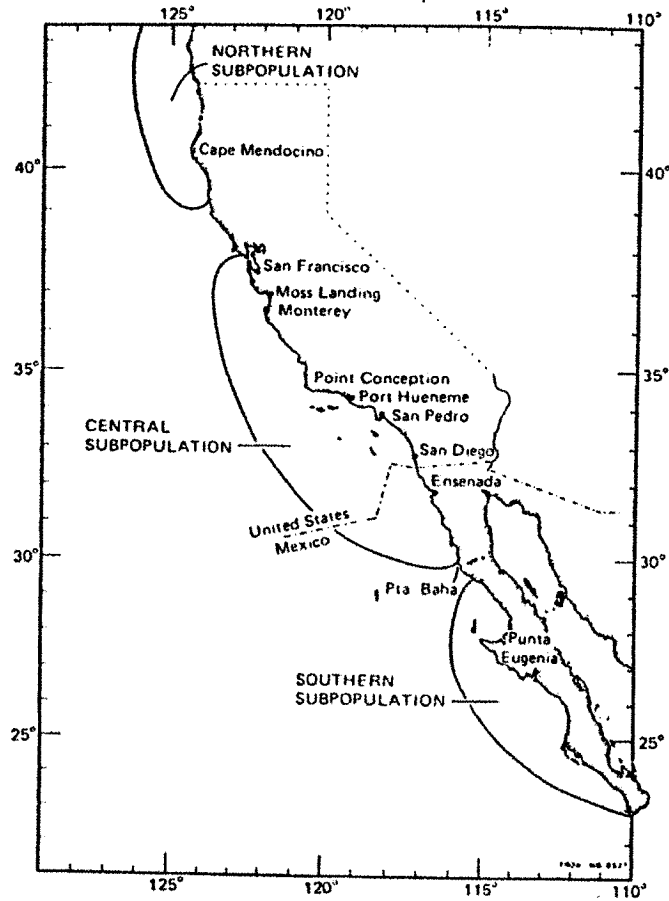 125°
120°
115°
110°
NORTHERN
SUBPOPULATION
Cape Mendocino
40°
40°
San Francisco
Moss Landing
Monterey
35°
35°
Point Conception
Port Hueneme
San Pedro
CENTRAL
SUBPOPULATION
San Diego
Ensenada
United States
Mexico
30°
30°
Pta Baha
Punta
Eugenia
SOUTHERN
SUBPOPULATION
25°
25°
125°
120°
115°
110°